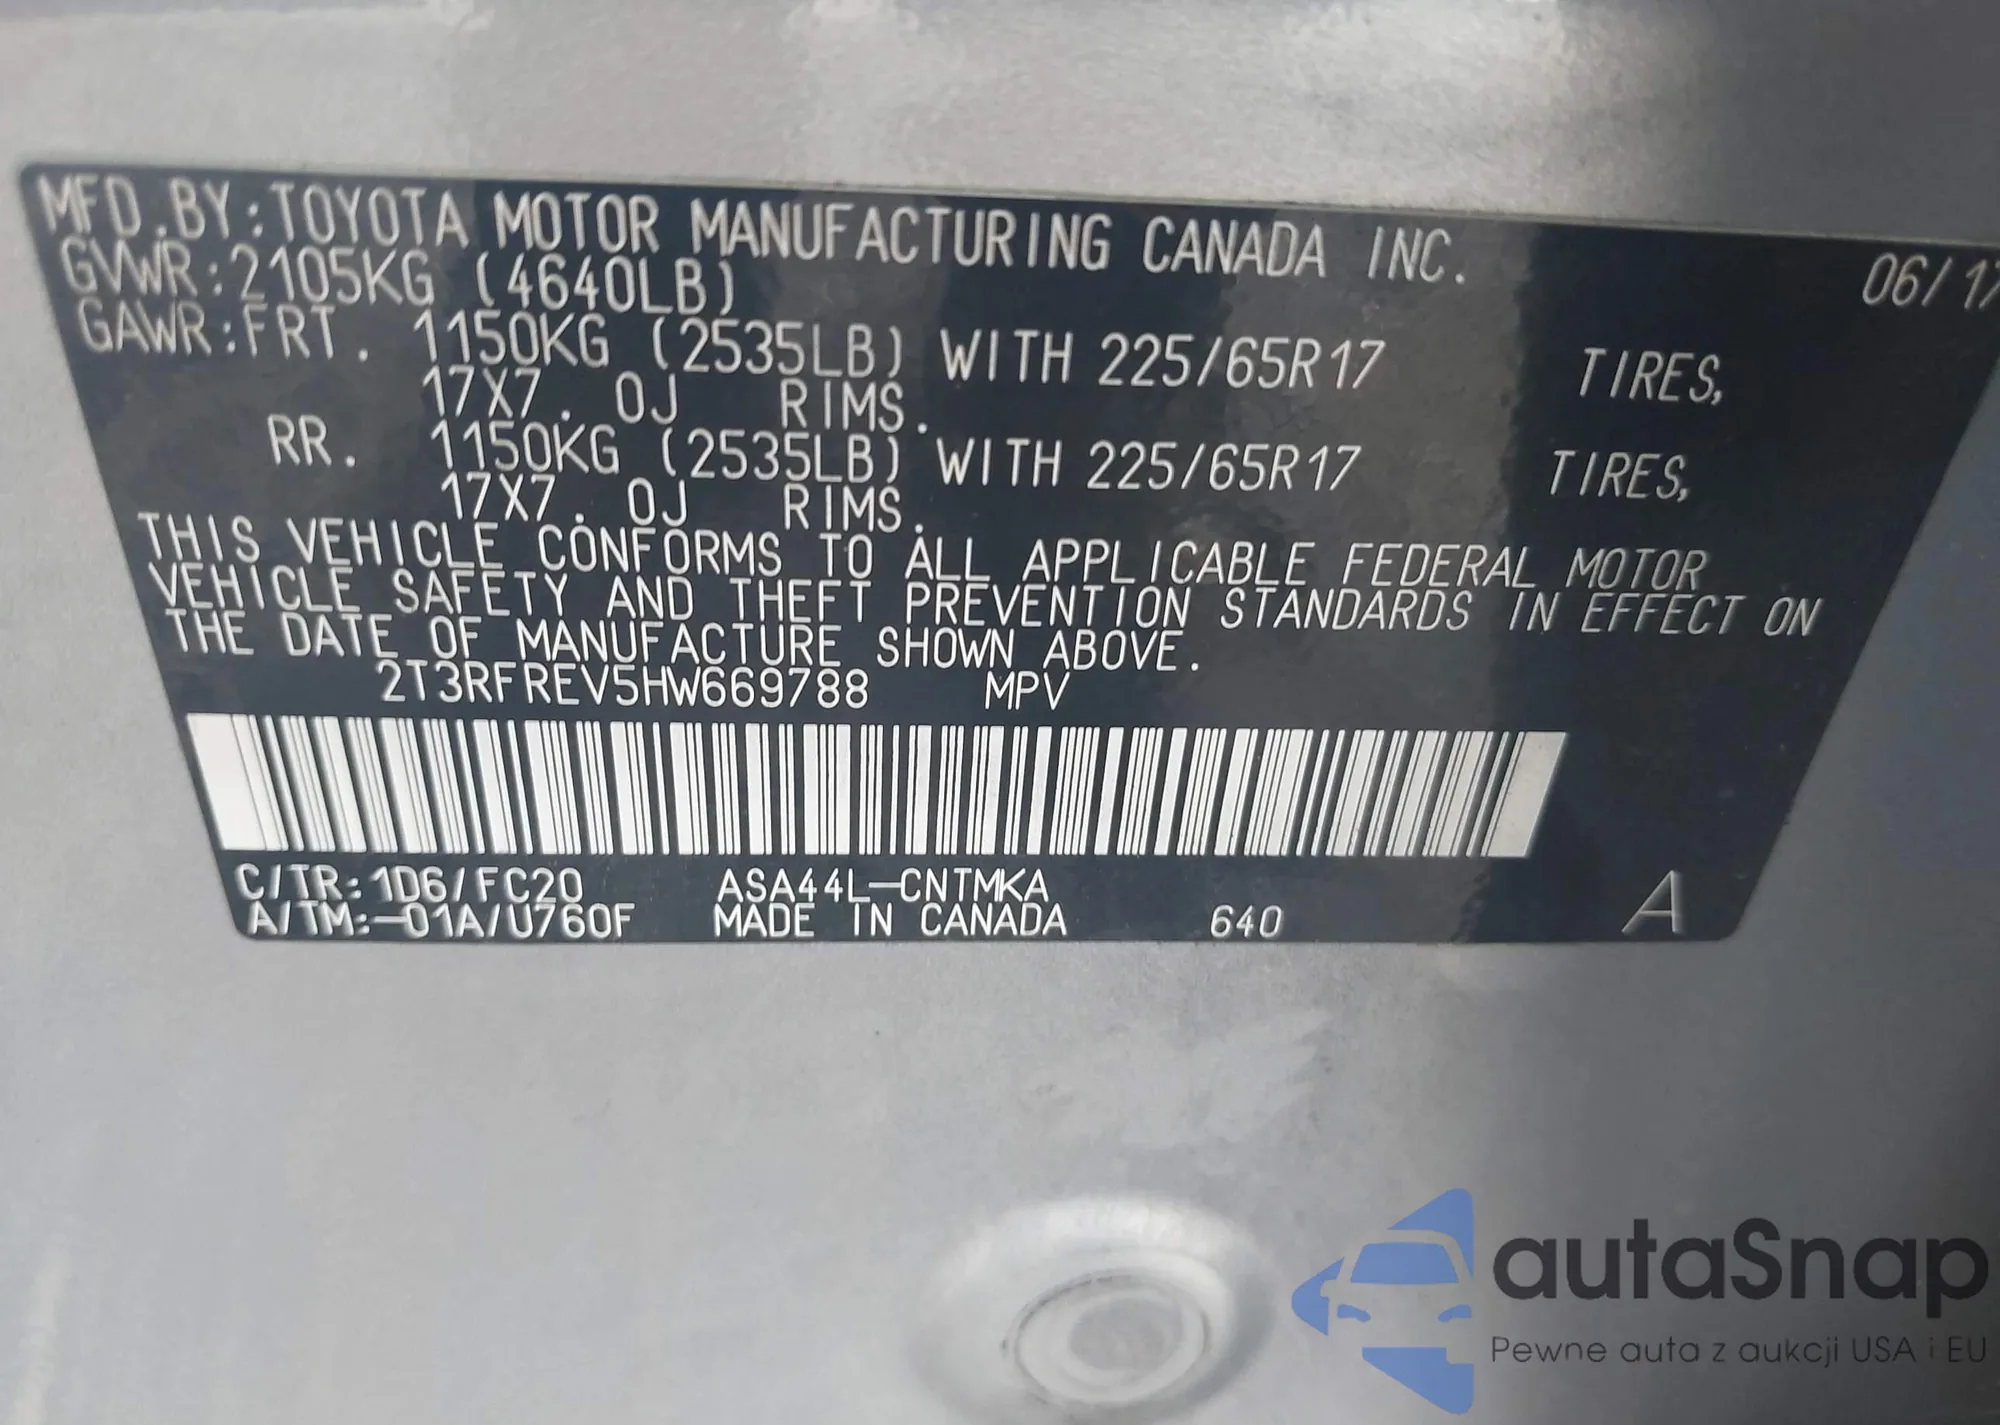 MFD.BY:TOYOTA MOTOR MANUFACTURING CANADA INC. 06/17
GVWR:2105KG (4640LB)
GAWR:FRT. 1150KG (2535LB) WITH 225/65R17 TIRES,
17X7.0J RIMS.
RR. 1150KG (2535LB) WITH 225/65R17 TIRES,
17X7.0J RIMS.
THIS VEHICLE CONFORMS TO ALL APPLICABLE FEDERAL MOTOR
VEHICLE SAFETY AND THEFT PREVENTION STANDARDS IN EFFECT ON
THE DATE OF MANUFACTURE SHOWN ABOVE.
2T3RFREV5HW669788 MPV
C/TR:1D6/FC20 ASA44L-CNTMKA
A/TM:-01A/U760F MADE IN CANADA 640 A
autaSnap
Pewne auta z aukcji USA i EU